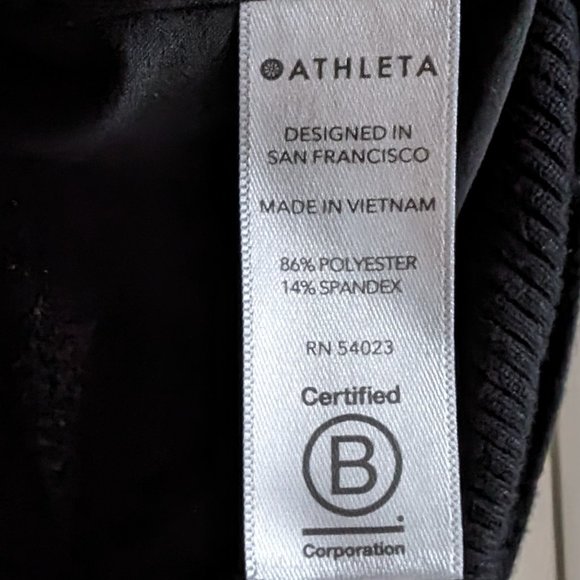 ATHLETA
DESIGNED IN
SAN FRANCISCO
MADE IN VIETNAM
86% POLYESTER
14% SPANDEX
RN 54023
Certified
B
Corporation